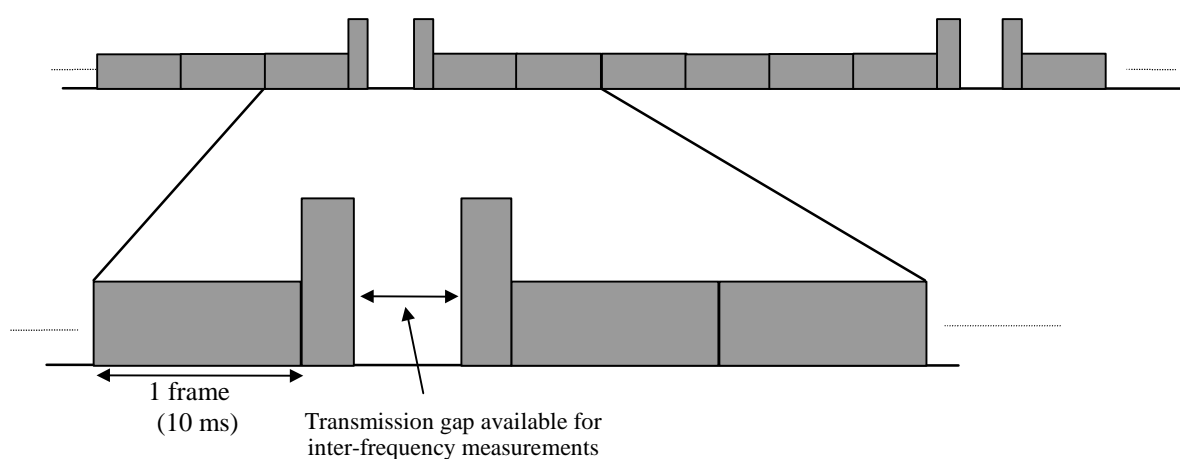 1 frame
(10 ms)
Transmission gap available for
inter-frequency measurements